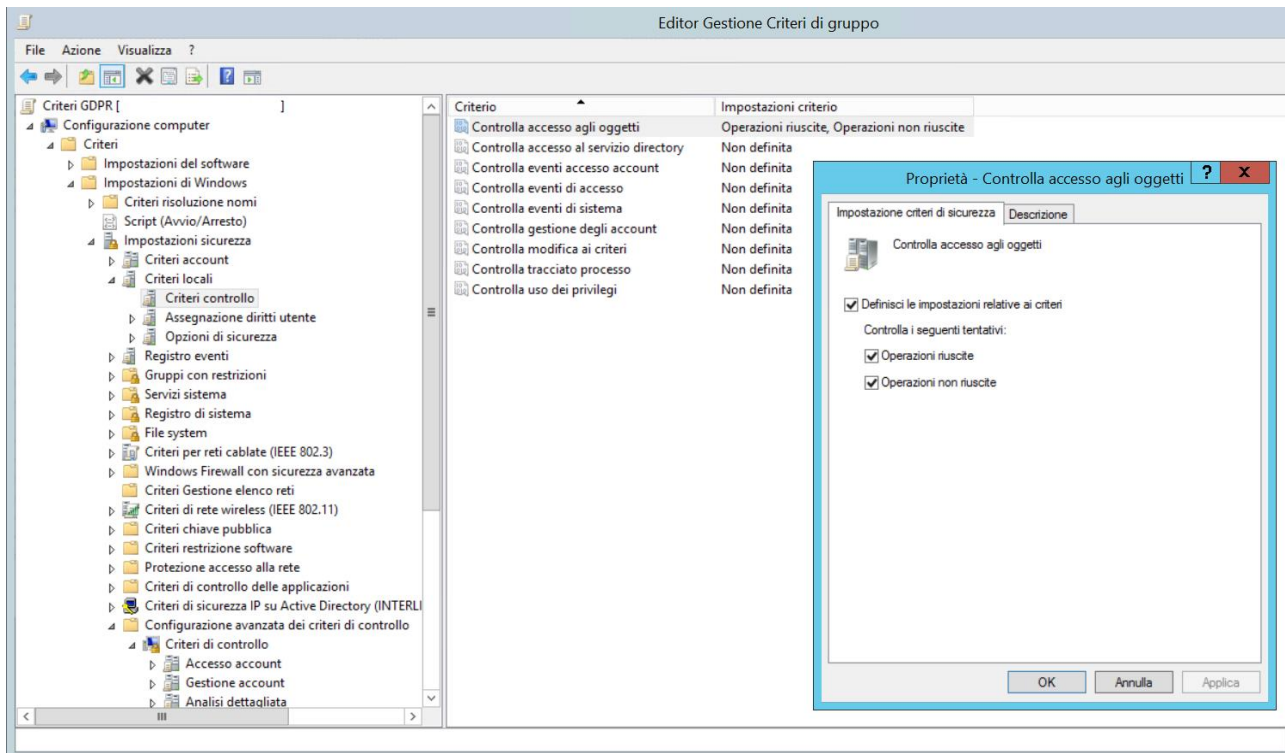 Editor Gestione Criteri di gruppo
File Azione Visualizza ?
Criteri GDPR [ ]
Configurazione computer
Criteri
Impostazioni del software
Impostazioni di Windows
Criteri risoluzione nomi
Script (Avvio/Arresto)
Impostazioni sicurezza
Criteri account
Criteri locali
Criteri controllo
Assegnazione diritti utente
Opzioni di sicurezza
Registro eventi
Gruppi con restrizioni
Servizi sistema
Registro di sistema
File system
Criteri per reti cablate (IEEE 802.3)
Windows Firewall con sicurezza avanzata
Criteri Gestione elenco reti
Criteri di rete wireless (IEEE 802.11)
Criteri chiave pubblica
Criteri restrizione software
Protezione accesso alla rete
Criteri di controllo delle applicazioni
Criteri di sicurezza IP su Active Directory (INTERLI
Configurazione avanzata dei criteri di controllo
Criteri di controllo
Accesso account
Gestione account
Analisi dettagliata
Criterio Impostazioni criterio
Controlla accesso agli oggetti Operazioni riuscite, Operazioni non riuscite
Controlla accesso al servizio directory Non definita
Controlla eventi accesso account Non definita
Controlla eventi di accesso Non definita
Controlla eventi di sistema Non definita
Controlla gestione degli account Non definita
Controlla modifica ai criteri Non definita
Controlla tracciato processo Non definita
Controlla uso dei privilegi Non definita
Proprietà - Controlla accesso agli oggetti ? X
Impostazione criteri di sicurezza Descrizione
Controlla accesso agli oggetti
Definisci le impostazioni relative ai criteri
Controlla i seguenti tentativi:
Operazioni riuscite
Operazioni non riuscite
OK Annulla Applica